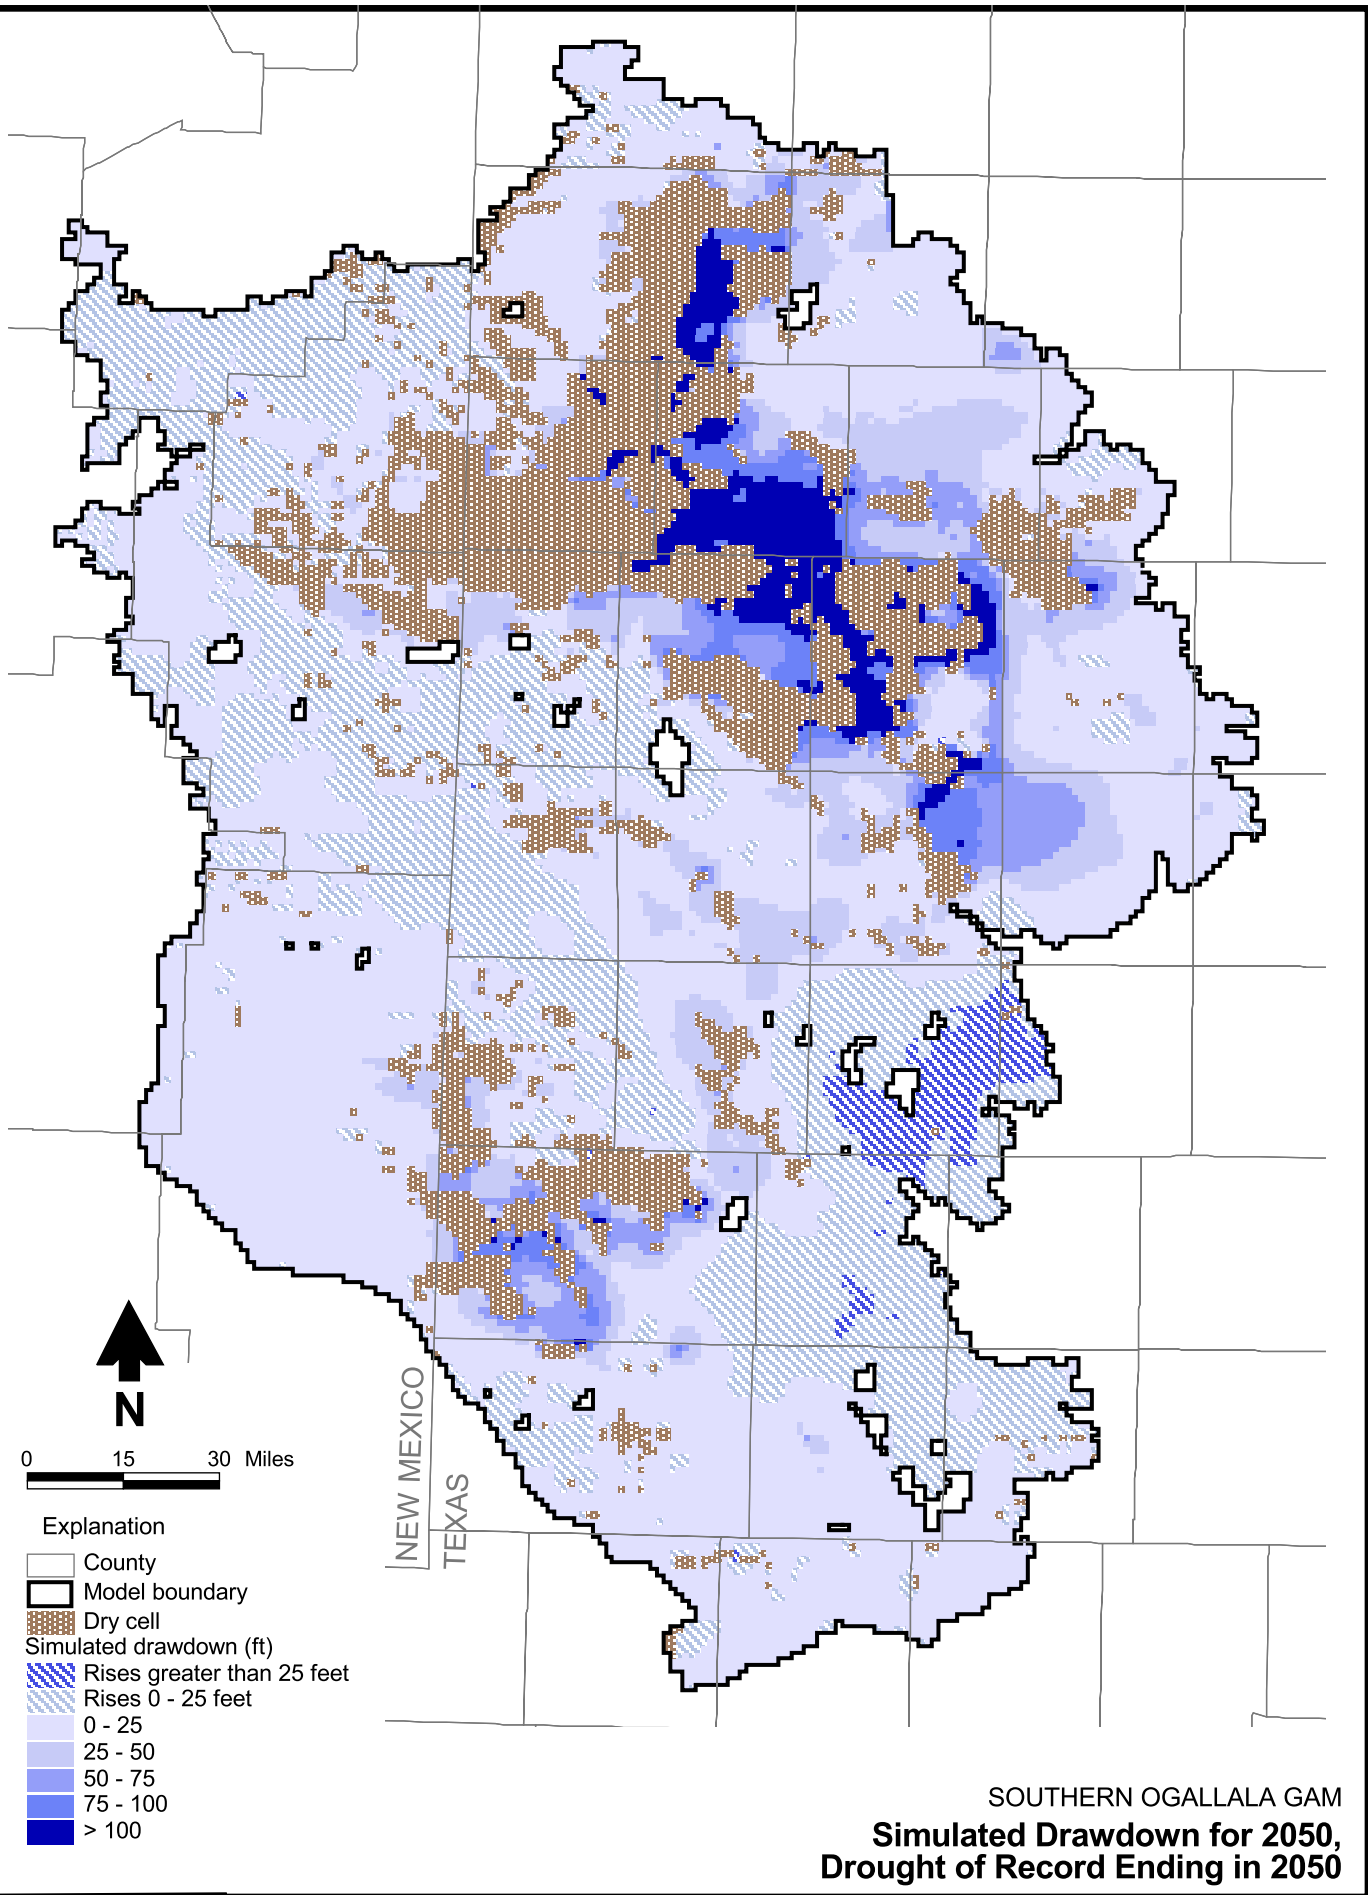 NEW MEXICO
TEXAS
N
0 15 30 Miles
Explanation
County
Model boundary
Dry cell
Simulated drawdown (ft)
Rises greater than 25 feet
Rises 0 - 25 feet
0 - 25
25 - 50
50 - 75
75 - 100
> 100
SOUTHERN OGALLALA GAM
Simulated Drawdown for 2050,
Drought of Record Ending in 2050